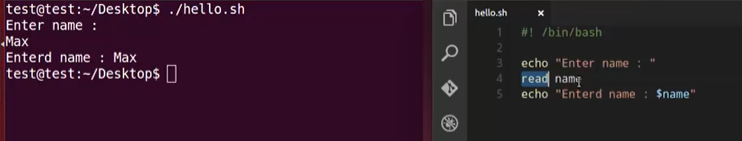 test@test:~/Desktop$ ./hello.sh
Enter name :
Max
Enterd name : Max
test@test:~/Desktop$
hello.sh ×
1 #! /bin/bash
2
3 echo "Enter name : "
4 read name
5 echo "Enterd name : $name"